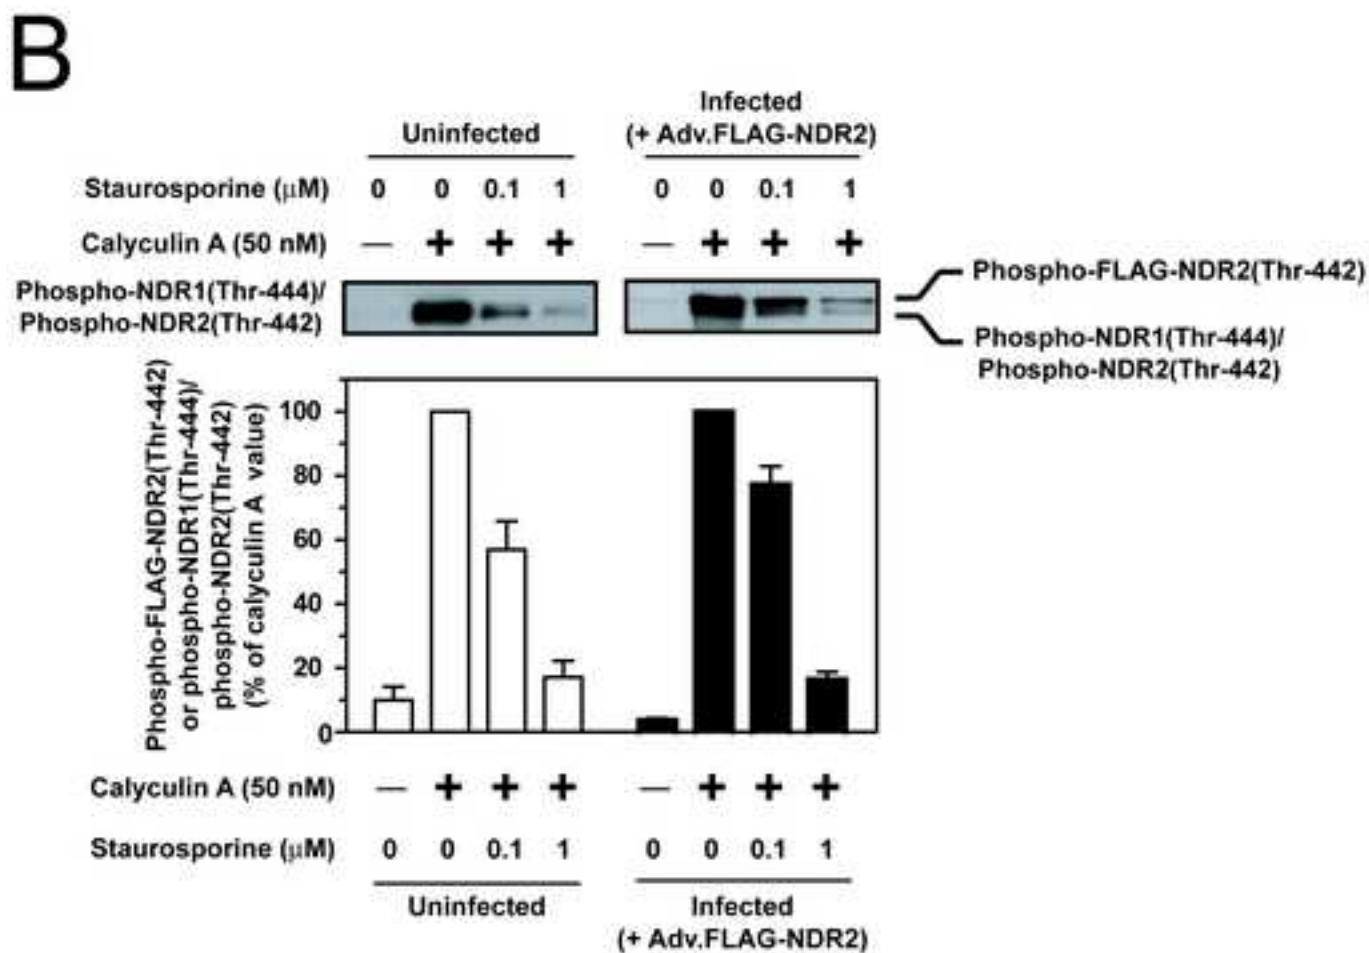 B
Uninfected
Infected
(+ Adv.FLAG-NDR2)
Staurosporine (μM) 0 0 0.1 1 0 0 0.1 1
Calyculin A (50 nM) — + + + — + + +
Phospho-NDR1(Thr-444)/
Phospho-NDR2(Thr-442)
Phospho-FLAG-NDR2(Thr-442)
Phospho-NDR1(Thr-444)/
Phospho-NDR2(Thr-442)
Phospho-FLAG-NDR2(Thr-442)
or phospho-NDR1(Thr-444)/
phospho-NDR2(Thr-442)
(% of calyculin A value)
100
80
60
40
20
0
Calyculin A (50 nM) — + + + — + + +
Staurosporine (μM) 0 0 0.1 1 0 0 0.1 1
Uninfected
Infected
(+ Adv.FLAG-NDR2)